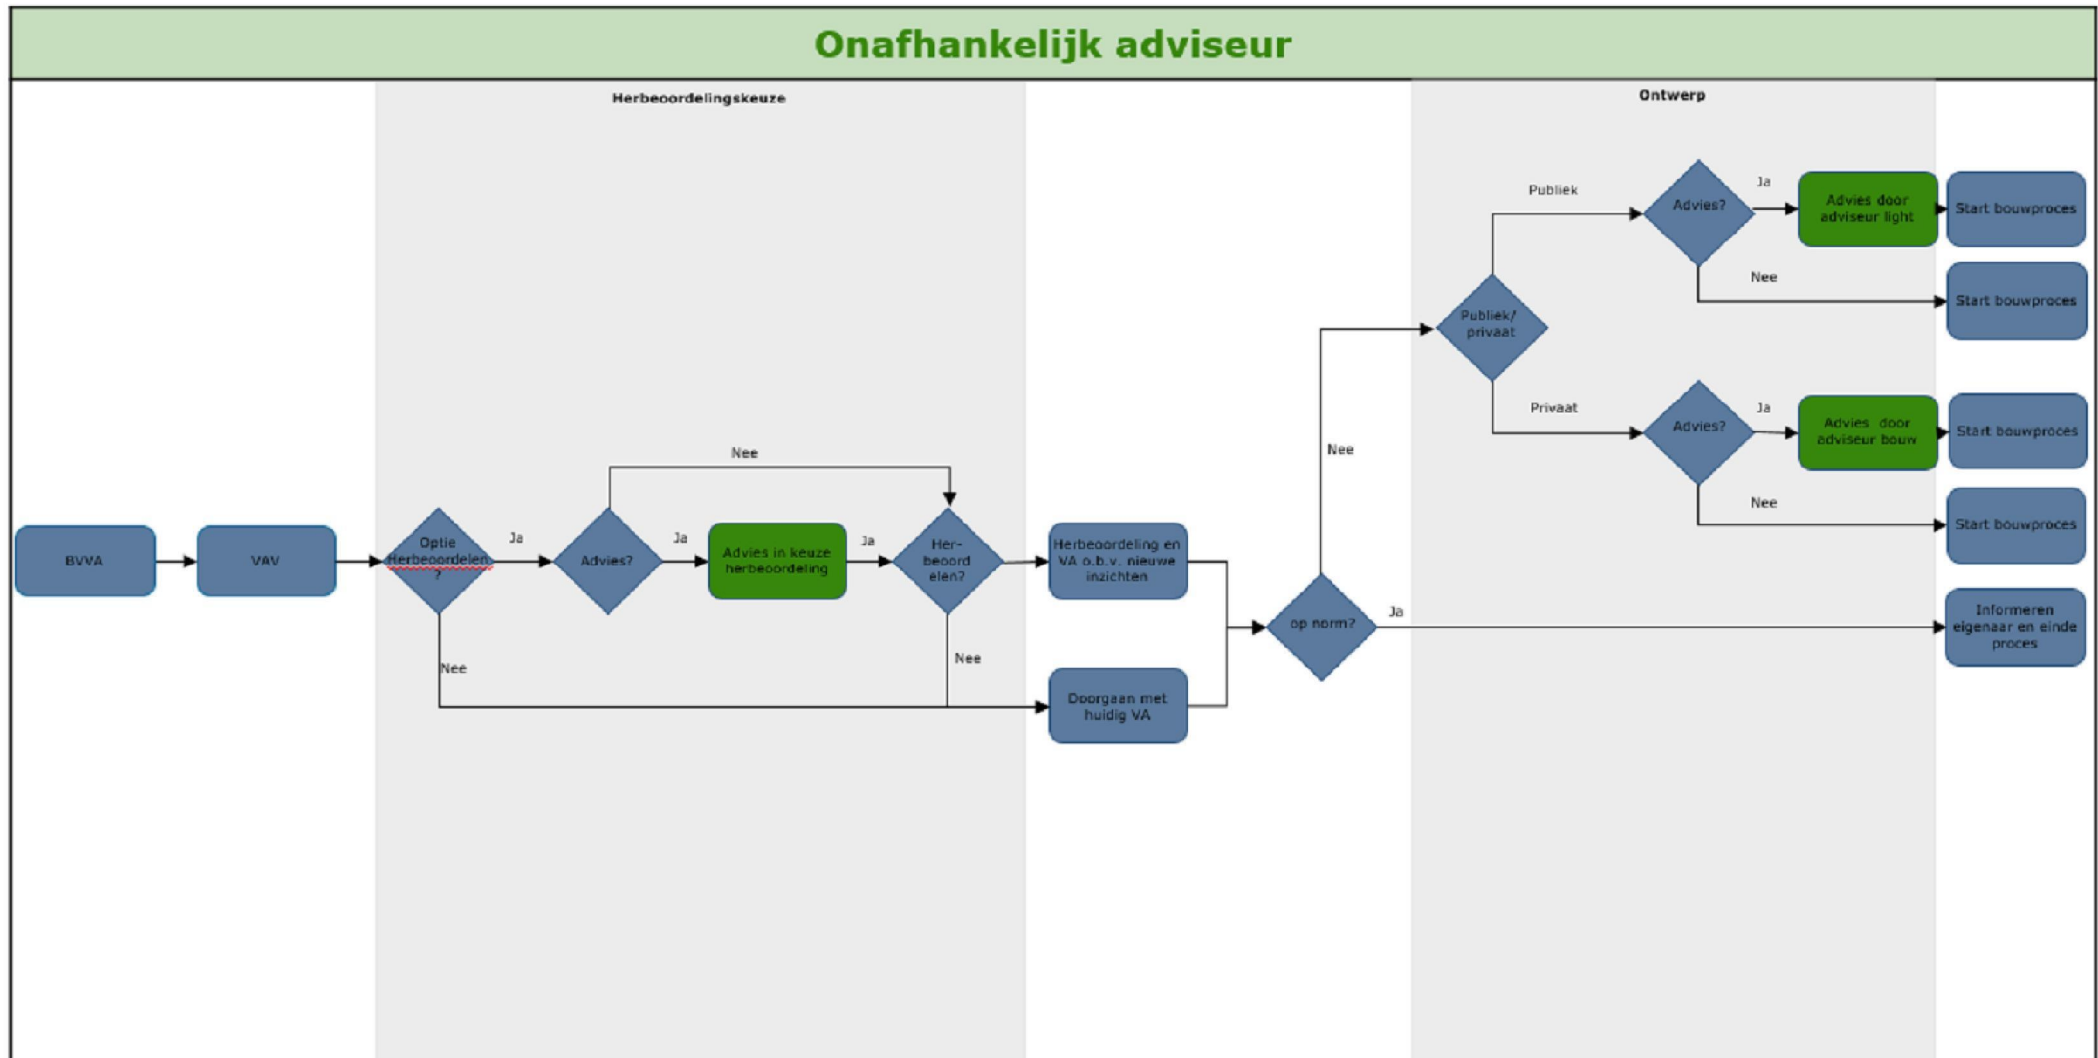 Onafhankelijk adviseur
Herbeoordelingskeuze
Ontwerp
BVVA
VAV
Optie
Herbeoordelen
?
Ja
Nee
Advies?
Ja
Nee
Advies in keuze
herbeoordeling
Ja
Her-
beoord
elen?
Nee
Herbeoordeling en
VA o.b.v. nieuwe
inzichten
Doorgaan met
huidig VA
op norm?
Nee
Ja
Publiek/
privaat
Publiek
Advies?
Ja
Advies door
adviseur light
Start bouwproces
Nee
Start bouwproces
Privaat
Advies?
Ja
Advies door
adviseur bouw
Start bouwproces
Nee
Start bouwproces
Informeren
eigenaar en einde
proces